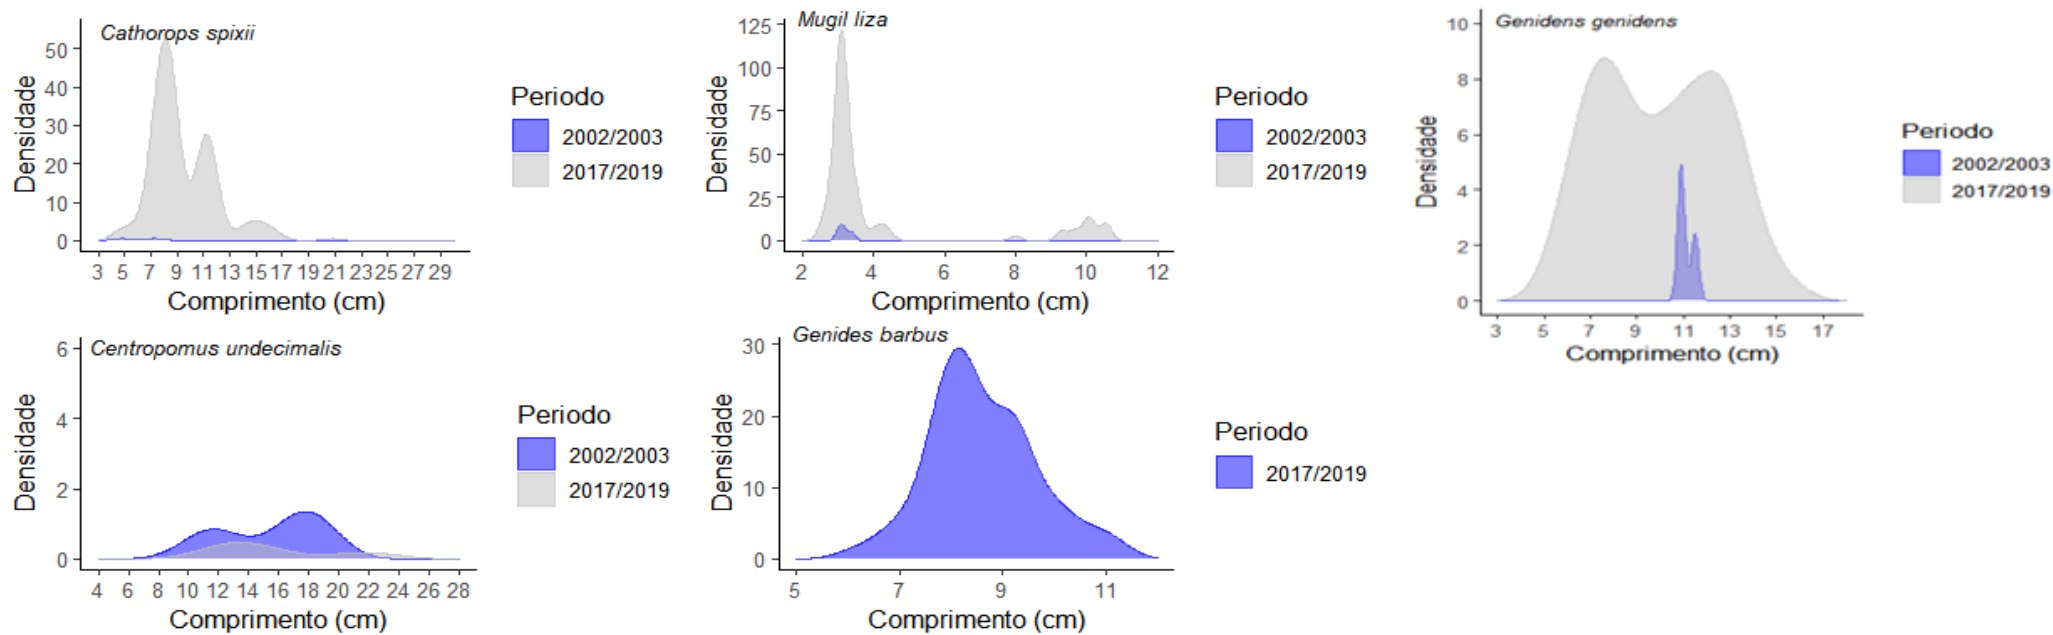 Cathorops spixii
Densidade
50
40
30
20
10
0
3 5 7 9 11 13 15 17 19 21 23 25 27 29
Comprimento (cm)
Periodo
2002/2003
2017/2019
Mugil liza
Densidade
125
100
75
50
25
0
2 4 6 8 10 12
Comprimento (cm)
Periodo
2002/2003
2017/2019
Genidens genidens
Densidade
10
8
6
4
2
0
3 5 7 9 11 13 15 17
Comprimento (cm)
Periodo
2002/2003
2017/2019
Centropomus undecimalis
Densidade
6
4
2
0
4 6 8 10 12 14 16 18 20 22 24 26 28
Comprimento (cm)
Periodo
2002/2003
2017/2019
Genides barbus
Densidade
30
20
10
0
5 7 9 11
Comprimento (cm)
Periodo
2017/2019